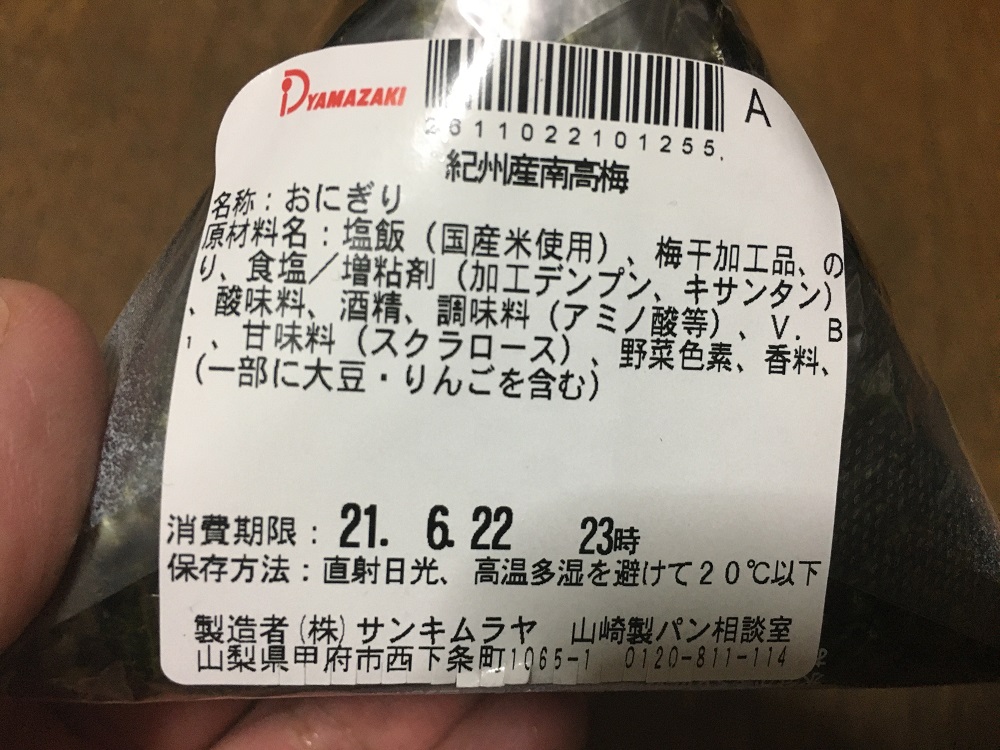 DYAMAZAKI
A
2611022101255.
紀州産南高梅
名称：おにぎり
原材料名：塩飯（国産米使用）、梅干加工品、の
り、食塩／増粘剤（加工デンプン、キサンタン）
、酸味料、酒精、調味料（アミノ酸等）、V．B
1、甘味料（スクラロース）、野菜色素、香料、
（一部に大豆・りんごを含む）
消費期限：21. 6.22 23時
保存方法：直射日光、高温多湿を避けて２０℃以下
製造者（株）サンキムラヤ 山崎製パン相談室
山梨県甲府市西下条町1065-1 0120-811-114